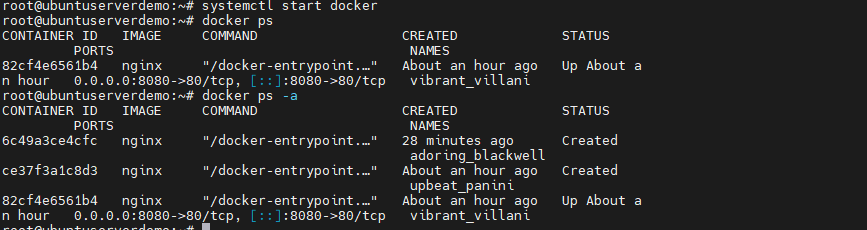 root@ubuntuserverdemo:~# systemctl start docker
root@ubuntuserverdemo:~# docker ps
CONTAINER ID   IMAGE     COMMAND                  CREATED             STATUS
         PORTS                                     NAMES
82cf4e6561b4   nginx     "/docker-entrypoint.…"   About an hour ago   Up About a
n hour   0.0.0.0:8080->80/tcp, [::]:8080->80/tcp   vibrant_villani
root@ubuntuserverdemo:~# docker ps -a
CONTAINER ID   IMAGE     COMMAND                  CREATED             STATUS
         PORTS                                     NAMES
6c49a3ce4cfc   nginx     "/docker-entrypoint.…"   28 minutes ago      Created
                                                   adoring_blackwell
ce37f3a1c8d3   nginx     "/docker-entrypoint.…"   About an hour ago   Created
                                                   upbeat_panini
82cf4e6561b4   nginx     "/docker-entrypoint.…"   About an hour ago   Up About a
n hour   0.0.0.0:8080->80/tcp, [::]:8080->80/tcp   vibrant_villani
root@ubuntuserverdemo:~#